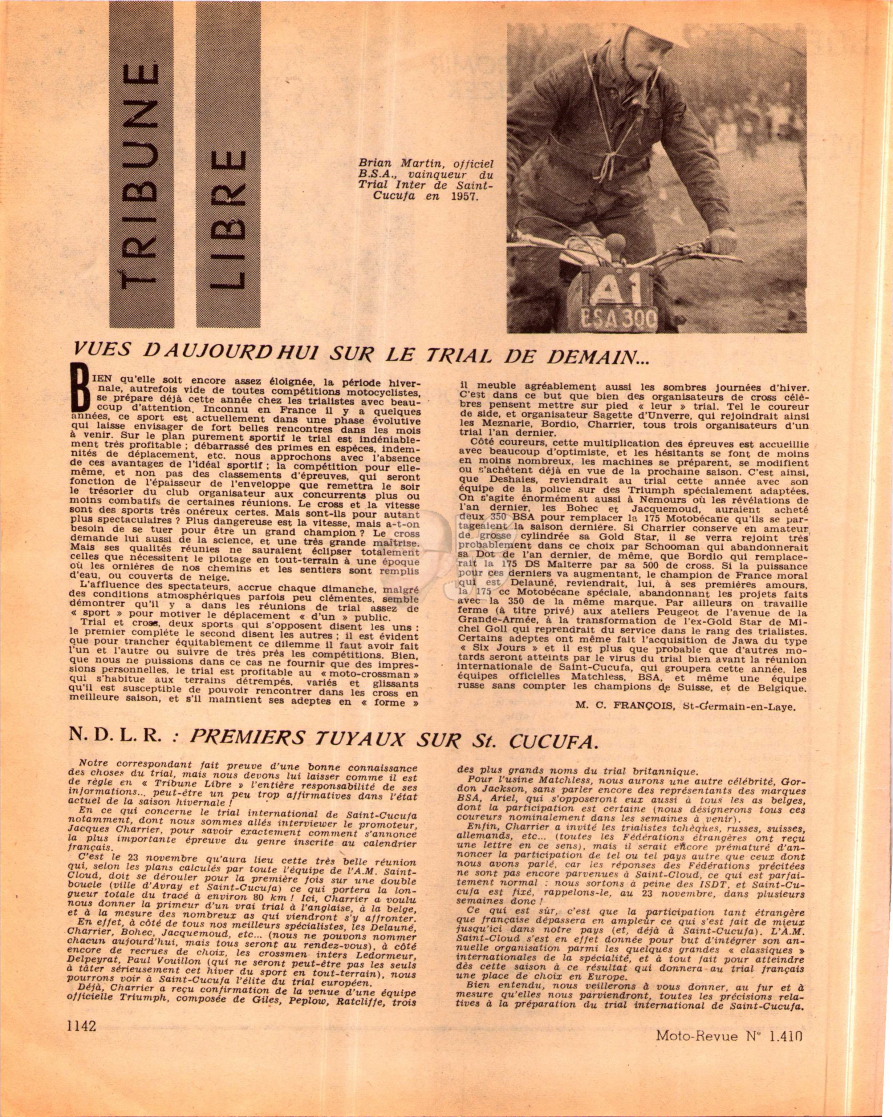 TRIBUNE
LIBRE
Brian Martin, officiel
B.S.A., vainqueur du
Trial Inter de Saint-
Cucufa en 1957.
A1
BSA 300
VUES D AUJOURD HUI SUR LE TRIAL DE DEMAIN...
BIEN qu'elle soit encore assez éloignée, la période hiver-
nale, autrefois vide de toutes compétitions motocyclistes,
se prépare déjà cette année chez les trialistes avec beau-
coup d'attention. Inconnu en France il y a quelques
années, ce sport est actuellement dans une phase évolutive
qui laisse envisager de fort belles rencontres dans les mois
à venir. Sur le plan purement sportif le trial est indéniable-
ment très profitable ; débarrassé des primes en espèces, indem-
nités de déplacement, etc. nous approchons avec l'absence
de ces avantages de l'idéal sportif ; la compétition pour elle-
même, et non pas des classements d'épreuves, qui seront
fonction de l'épaisseur de l'enveloppe que remetra le soir
le trésorier du club organisateur aux concurrents plus ou
moins combatifs de certaines réunions. Le cross et la vitesse
sont des sports très onéreux certes. Mais sont-ils pour autant
plus spectaculaires ? Plus dangereuse est la vitesse, mais a-t-on
besoin de se tuer pour être un grand champion ? Le cross
demande lui aussi de la science, et une très grande maîtrise.
Mais ses qualités réunies ne sauraient éclipser totalement
celles que nécessitent le pilotage en tout-terrain à une époque
où les ornières de nos chemins et les sentiers sont remplis
d'eau, ou couverts de neige.
L'affluence des spectateurs, accrue chaque dimanche, malgré
des conditions atmosphériques parfois peu clémentes, semble
démontrer qu'il y a dans les réunions de trial assez de
« sport » pour motiver le déplacement « d'un » public.
Trial et cross, deux sports qui s'opposent disent les uns ;
le premier complète le second disent les autres ; il est évident
que pour trancher équitablement ce dilemme il faut avoir fait
l'un et l'autre ou suivre de très près les compétitions. Bien,
que nous ne puissions dans ce cas ne fournir que des impres-
sions personnelles, le trial est profitable au « moto-crossman »
qui s'habitue aux terrains détrempés, variés et glissants
qu'il est susceptible de pouvoir rencontrer dans les cross en
meilleure saison, et s'il maintient ses adeptes en « forme »
il meuble agréablement aussi les sombres journées d'hiver.
C'est dans ce but que bien des organisateurs de cross célè-
bres pensent mettre sur pied « leur » trial. Tel le coureur
de side, et organisateur Sagette d'Unverre, qui rejoindrait ainsi
les Meznarie, Bordio, Charrier, tous trois organisateurs d'un
trial l'an dernier.
Côté coureurs, cette multiplication des épreuves est accueillie
avec beaucoup d'optimiste, et les hésitants se font de moins
en moins nombreux, les machines se préparent, se modifient
ou s'achètent déjà en vue de la prochaine saison. C'est ainsi,
que Deshaies, reviendrait au trial cette année avec son
équipe de la police sur des Triumph spécialement adaptées.
On s'agite énormément aussi à Nemours où les révélations de
l'an dernier, les Bohec et Jacquemoud, auraient acheté
deux 350 BSA pour remplacer la 175 Motobécane qu'ils se par-
tageaient la saison dernière. Si Charrier conserve en amateur
de grosse cylindrée sa Gold Star, il se verra rejoint très
probablement dans ce choix par Schooman qui abandonnerait
sa Dot de l'an dernier, de même, que Bordio qui remplace-
rait la 175 DS Malterre par sa 500 de cross. Si la puissance
pour ces derniers va augmentant, le champion de France moral
qui est Delauné, reviendrait, lui, à ses premières amours,
la 175 cc Motobécane spéciale, abandonnant les projets faits
avec la 350 de la même marque. Par ailleurs on travaille
ferme (à titre privé) aux ateliers Peugeot de l'avenue de la
Grande-Armée, à la transformation de l'ex-Gold Star de Mi-
chel Goll qui reprendrait du service dans le rang des trialistes.
Certains adeptes ont même fait l'acquisition de Jawa du type
« Six Jours » et il est plus que probable que d'autres mo-
tards seront atteints par le virus du trial bien avant la réunion
internationale de Saint-Cucufa, qui groupera cette année, les
équipes officielles Matchless, BSA, et même une équipe
russe sans compter les champions de Suisse, et de Belgique.
M. C. FRANÇOIS, St-Germain-en-Laye.
N. D. L. R. : PREMIERS TUYAUX SUR St. CUCUFA.
Notre correspondant fait preuve d'une bonne connaissance
des choses du trial, mais nous devons lui laisser comme il est
de règle en « Tribune Libre » l'entière responsabilité de ses
informations... peut-être un peu trop affirmatives dans l'état
actuel de la saison hivernale !
En ce qui concerne le trial international de Saint-Cucufa
notamment, dont nous sommes allés interviewer le promoteur,
Jacques Charrier, pour savoir exactement comment s'annonce
la plus importante épreuve du genre inscrite au calendrier
français.
C'est le 23 novembre qu'aura lieu cette très belle réunion
qui, selon les plans calculés par toute l'équipe de l'A.M. Saint-
Cloud, doit se dérouler pour la première fois sur une double
boucle (ville d'Avray et Saint-Cucufa) ce qui portera la lon-
gueur totale du tracé à environ 80 km ! Ici, Charrier a voulu
nous donner la primeur d'un vrai trial à l'anglaise, à la belge,
et à la mesure des nombreux as qui viendront s'y affronter.
En effet, à côté de tous nos meilleurs spécialistes, les Delauné,
Charrier, Bohec, Jacquemoud, etc... (nous ne pouvons nommer
chacun aujourd'hui, mais tous seront au rendez-vous), à côté
encore de recrues de choix, les crossmen inters Ledormeur,
Delpeyrat, Paul Vouillon (qui ne seront peut-être pas les seuls
à tâter sérieusement cet hiver du sport en tout-terrain), nous
pourrons voir à Saint-Cucufa l'élite du trial européen.
Déjà, Charrier a reçu confirmation de la venue d'une équipe
officielle Triumph, composée de Giles, Peplow, Ratcliffe, trois
des plus grands noms du trial britannique.
Pour l'usine Matchless, nous aurons une autre célébrité, Gor-
don Jackson, sans parler encore des représentants des marques
BSA, Ariel, qui s'opposeront eux aussi à tous les as belges,
dont la participation est certaine (nous désignerons tous ces
coureurs nominalement dans les semaines à venir).
Enfin, Charrier a invité les trialistes tchèques, russes, suisses,
allemands, etc... (toutes les Fédérations étrangères ont reçu
une lettre en ce sens), mais il serait encore prématuré d'an-
noncer la participation de tel ou tel pays autre que ceux dont
nous avons parlé, car les réponses des Fédérations précitées
ne sont pas encore parvenues à Saint-Cloud, ce qui est parfai-
tement normal : nous sortons à peine des ISDT, et Saint-Cu-
cufa est fixé, rappelons-le, au 23 novembre, dans plusieurs
semaines donc !
Ce qui est sûr, c'est que la participation tant étrangère
que française dépassera en ampleur ce qui s'est fait de mieux
jusqu'ici dans notre pays (et, déjà à Saint-Cucufa). L'A.M.
Saint-Cloud s'est en effet donnée pour but d'intégrer son an-
nuelle organisation parmi les quelques grandes « classiques »
internationales de la spécialité, et à tout fait pour atteindre
dès cette saison à ce résultat qui donnera au trial français
une place de choix en Europe.
Bien entendu, nous veillerons à vous donner, au fur et à
mesure qu'elles nous parviendront, toutes les précisions rela-
tives à la préparation du trial international de Saint-Cucufa.
1142
Moto-Revue N° 1.410